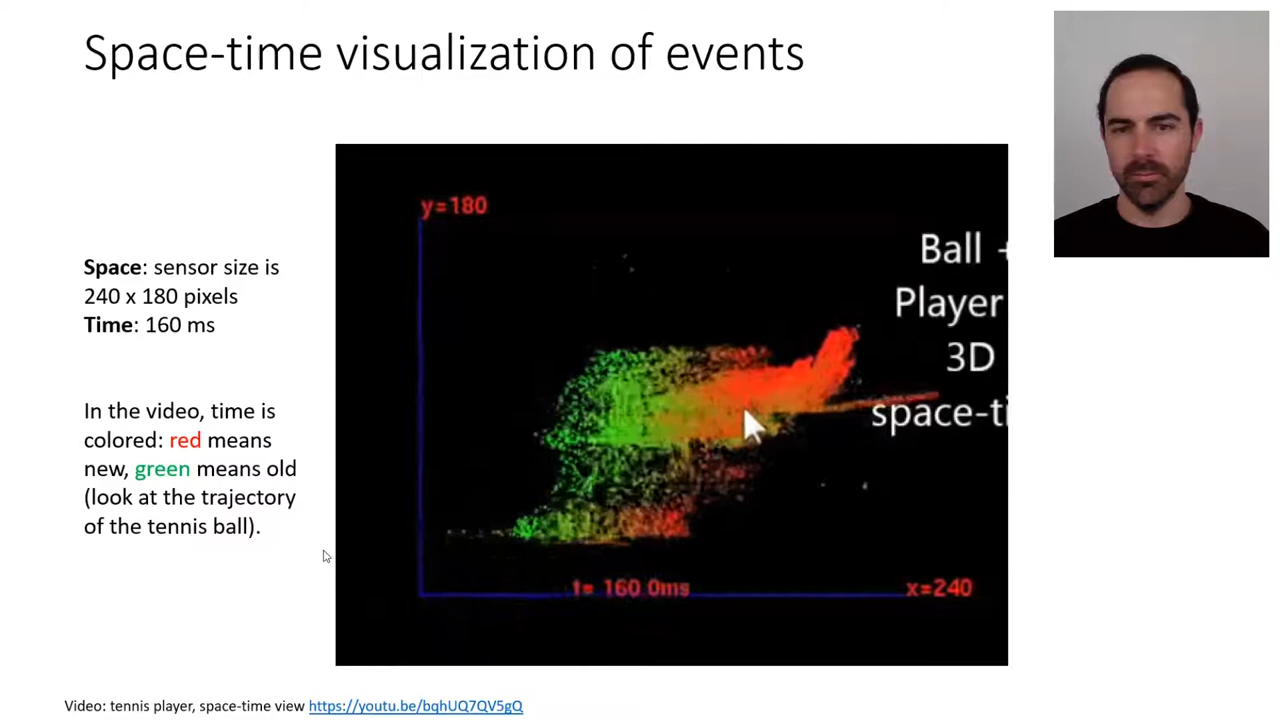 Space-time visualization of events
Space: sensor size is
240 x 180 pixels
Time: 160 ms
In the video, time is
colored: red means
new, green means old
(look at the trajectory
of the tennis ball).
y=180
Ball +
Player
3D
space-ti
t= 160.0ms
x=240
Video: tennis player, space-time view https://youtu.be/bqhUQ7QV5gQ